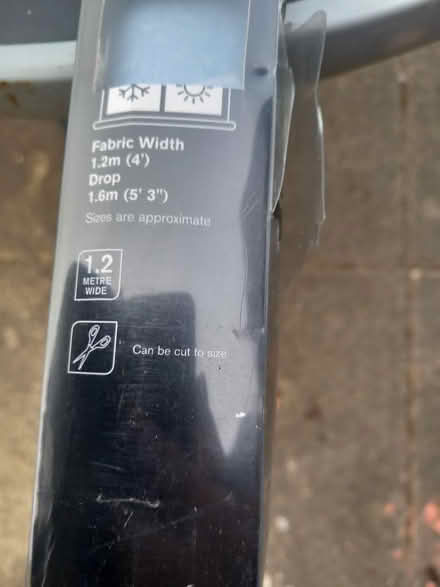 Fabric Width
1.2m (4')
Drop
1.6m (5' 3")
Sizes are approximate
1.2
METRE
WIDE
Can be cut to size